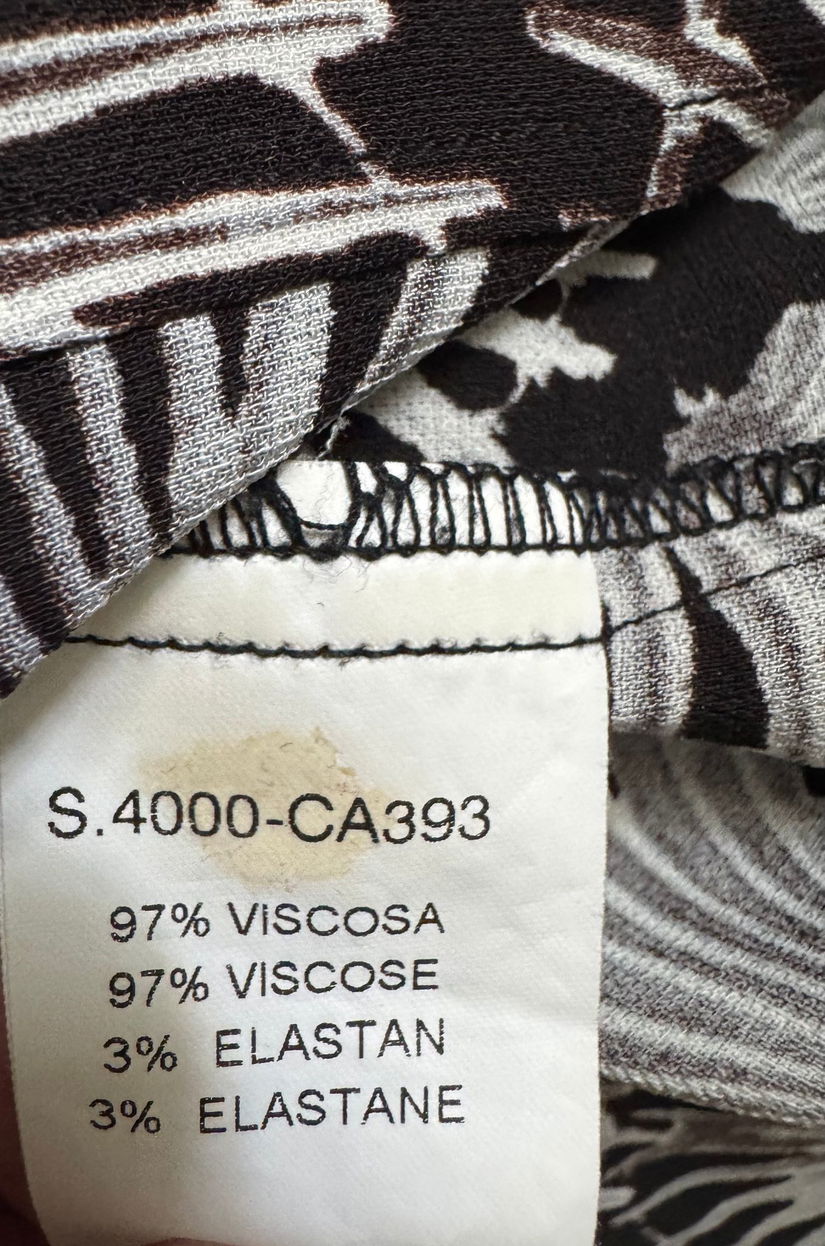 S.4000-CA393
97% VISCOSA
97% VISCOSE
3% ELASTAN
3% ELASTANE